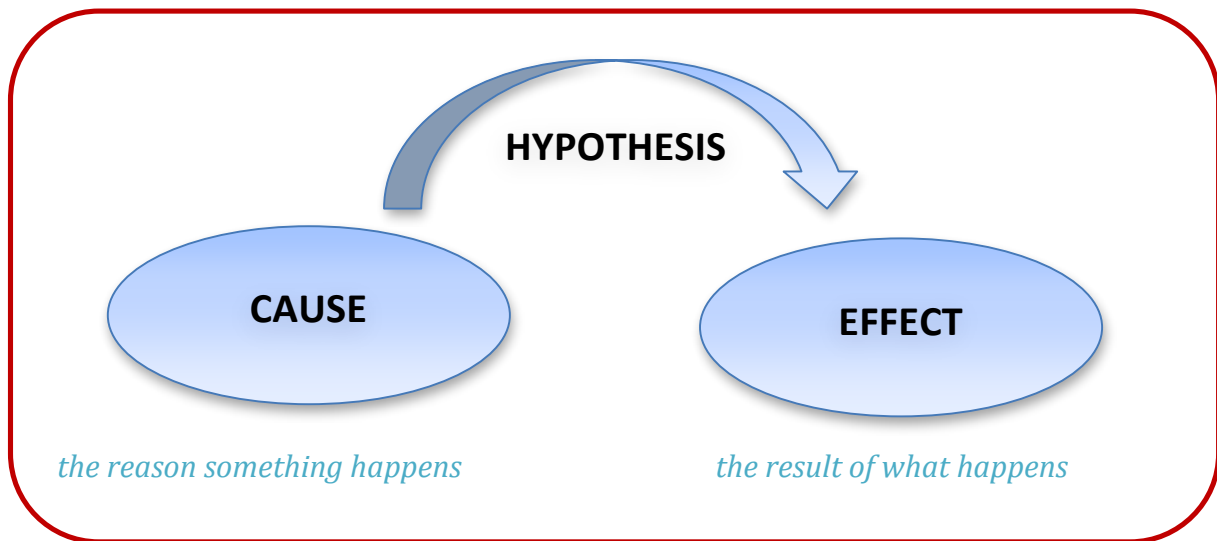 HYPOTHESIS
CAUSE
EFFECT
the reason something happens
the result of what happens